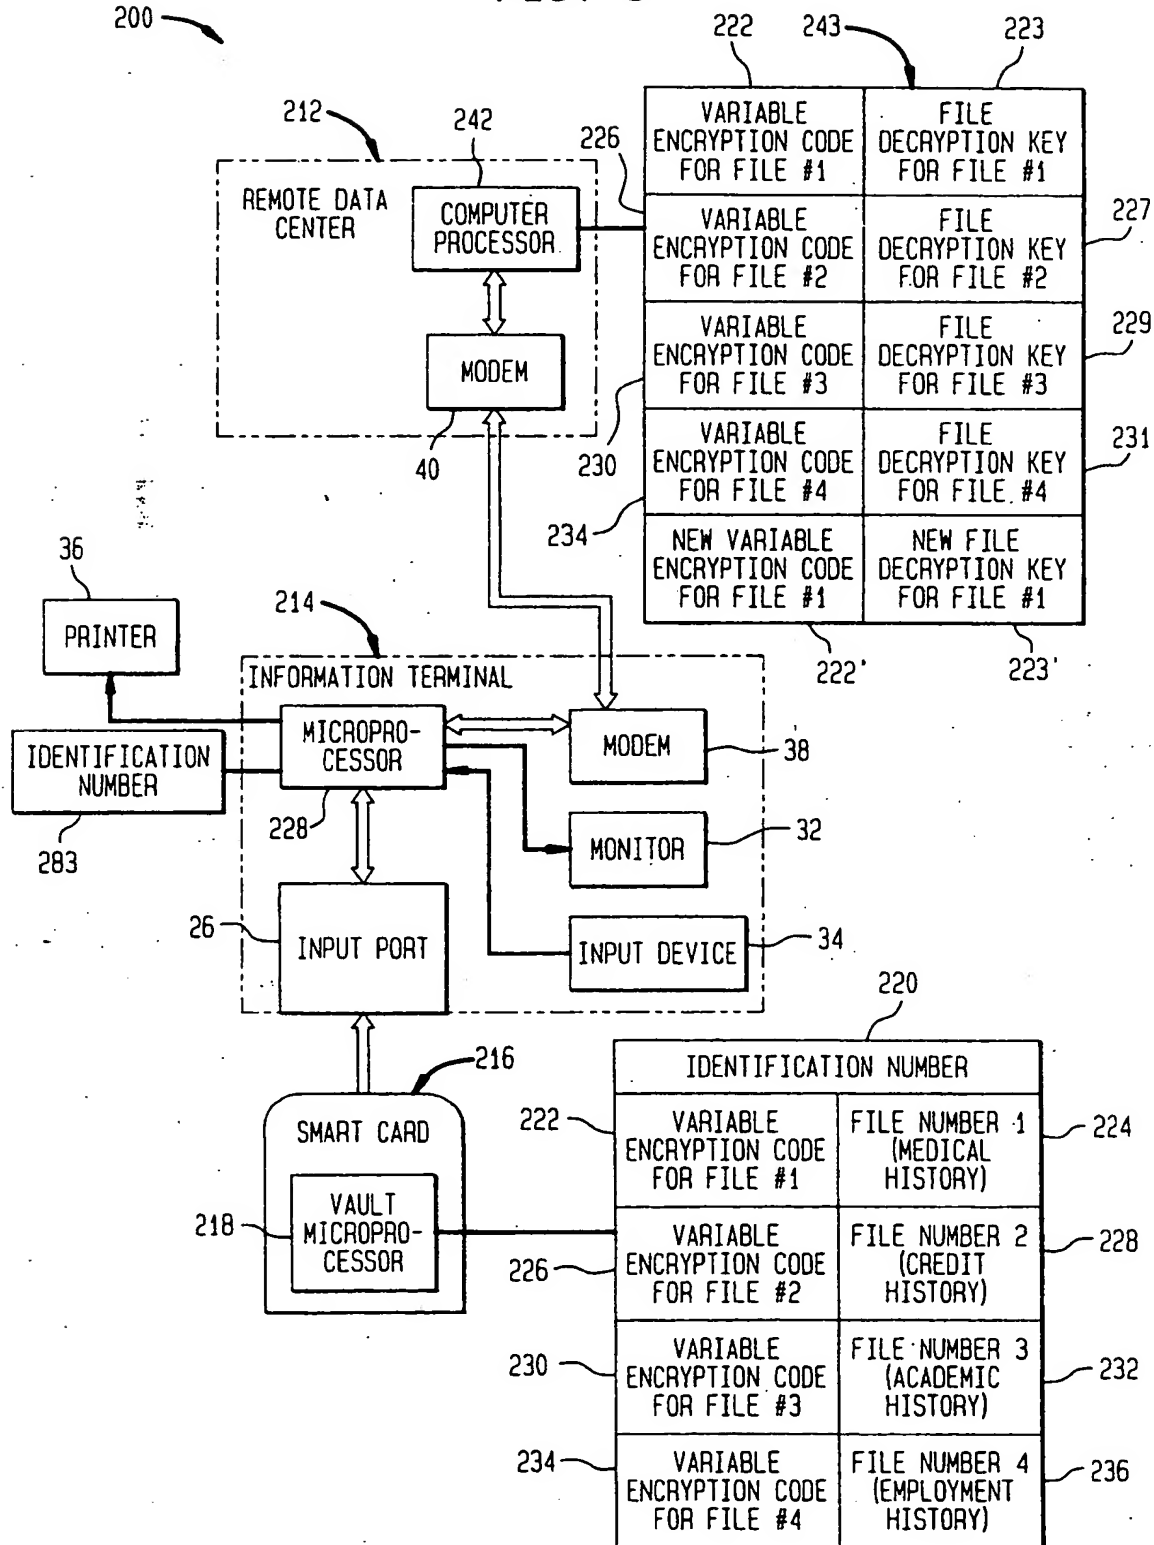 200
212
242
226
222
243
223
REMOTE DATA
CENTER
COMPUTER
PROCESSOR
MODEM
40
VARIABLE
ENCRYPTION CODE
FOR FILE #1
FILE
DECRYPTION KEY
FOR FILE #1
VARIABLE
ENCRYPTION CODE
FOR FILE #2
FILE
DECRYPTION KEY
FOR FILE #2
227
VARIABLE
ENCRYPTION CODE
FOR FILE #3
FILE
DECRYPTION KEY
FOR FILE #3
229
230
VARIABLE
ENCRYPTION CODE
FOR FILE #4
FILE
DECRYPTION KEY
FOR FILE #4
231
234
NEW VARIABLE
ENCRYPTION CODE
FOR FILE #1
NEW FILE
DECRYPTION KEY
FOR FILE #1
222'
223'
36
PRINTER
214
INFORMATION TERMINAL
MICROPRO-
CESSOR
228
MODEM
38
IDENTIFICATION
NUMBER
283
MONITOR
32
26
INPUT PORT
INPUT DEVICE
34
216
SMART CARD
218
VAULT
MICROPRO-
CESSOR
220
IDENTIFICATION NUMBER
222
VARIABLE
ENCRYPTION CODE
FOR FILE #1
FILE NUMBER 1
(MEDICAL
HISTORY)
224
226
VARIABLE
ENCRYPTION CODE
FOR FILE #2
FILE NUMBER 2
(CREDIT
HISTORY)
228
230
VARIABLE
ENCRYPTION CODE
FOR FILE #3
FILE NUMBER 3
(ACADEMIC
HISTORY)
232
234
VARIABLE
ENCRYPTION CODE
FOR FILE #4
FILE NUMBER 4
(EMPLOYMENT
HISTORY)
236